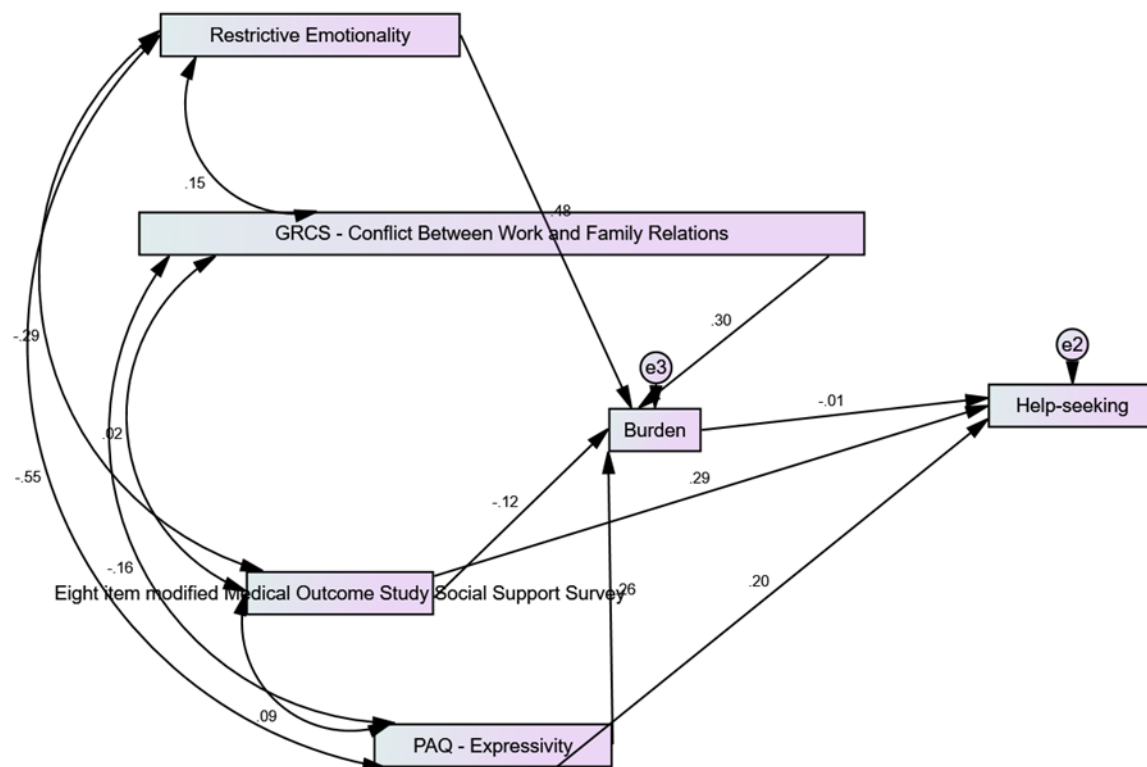 Restrictive Emotionality
.15
.48
GRCS - Conflict Between Work and Family Relations
.30
-.29
e3
e2
Burden
-.01
Help-seeking
.02
-.55
-.12
.29
-.16
Eight item modified Medical Outcome Study Social Support Survey
.26
.20
.09
PAQ - Expressivity